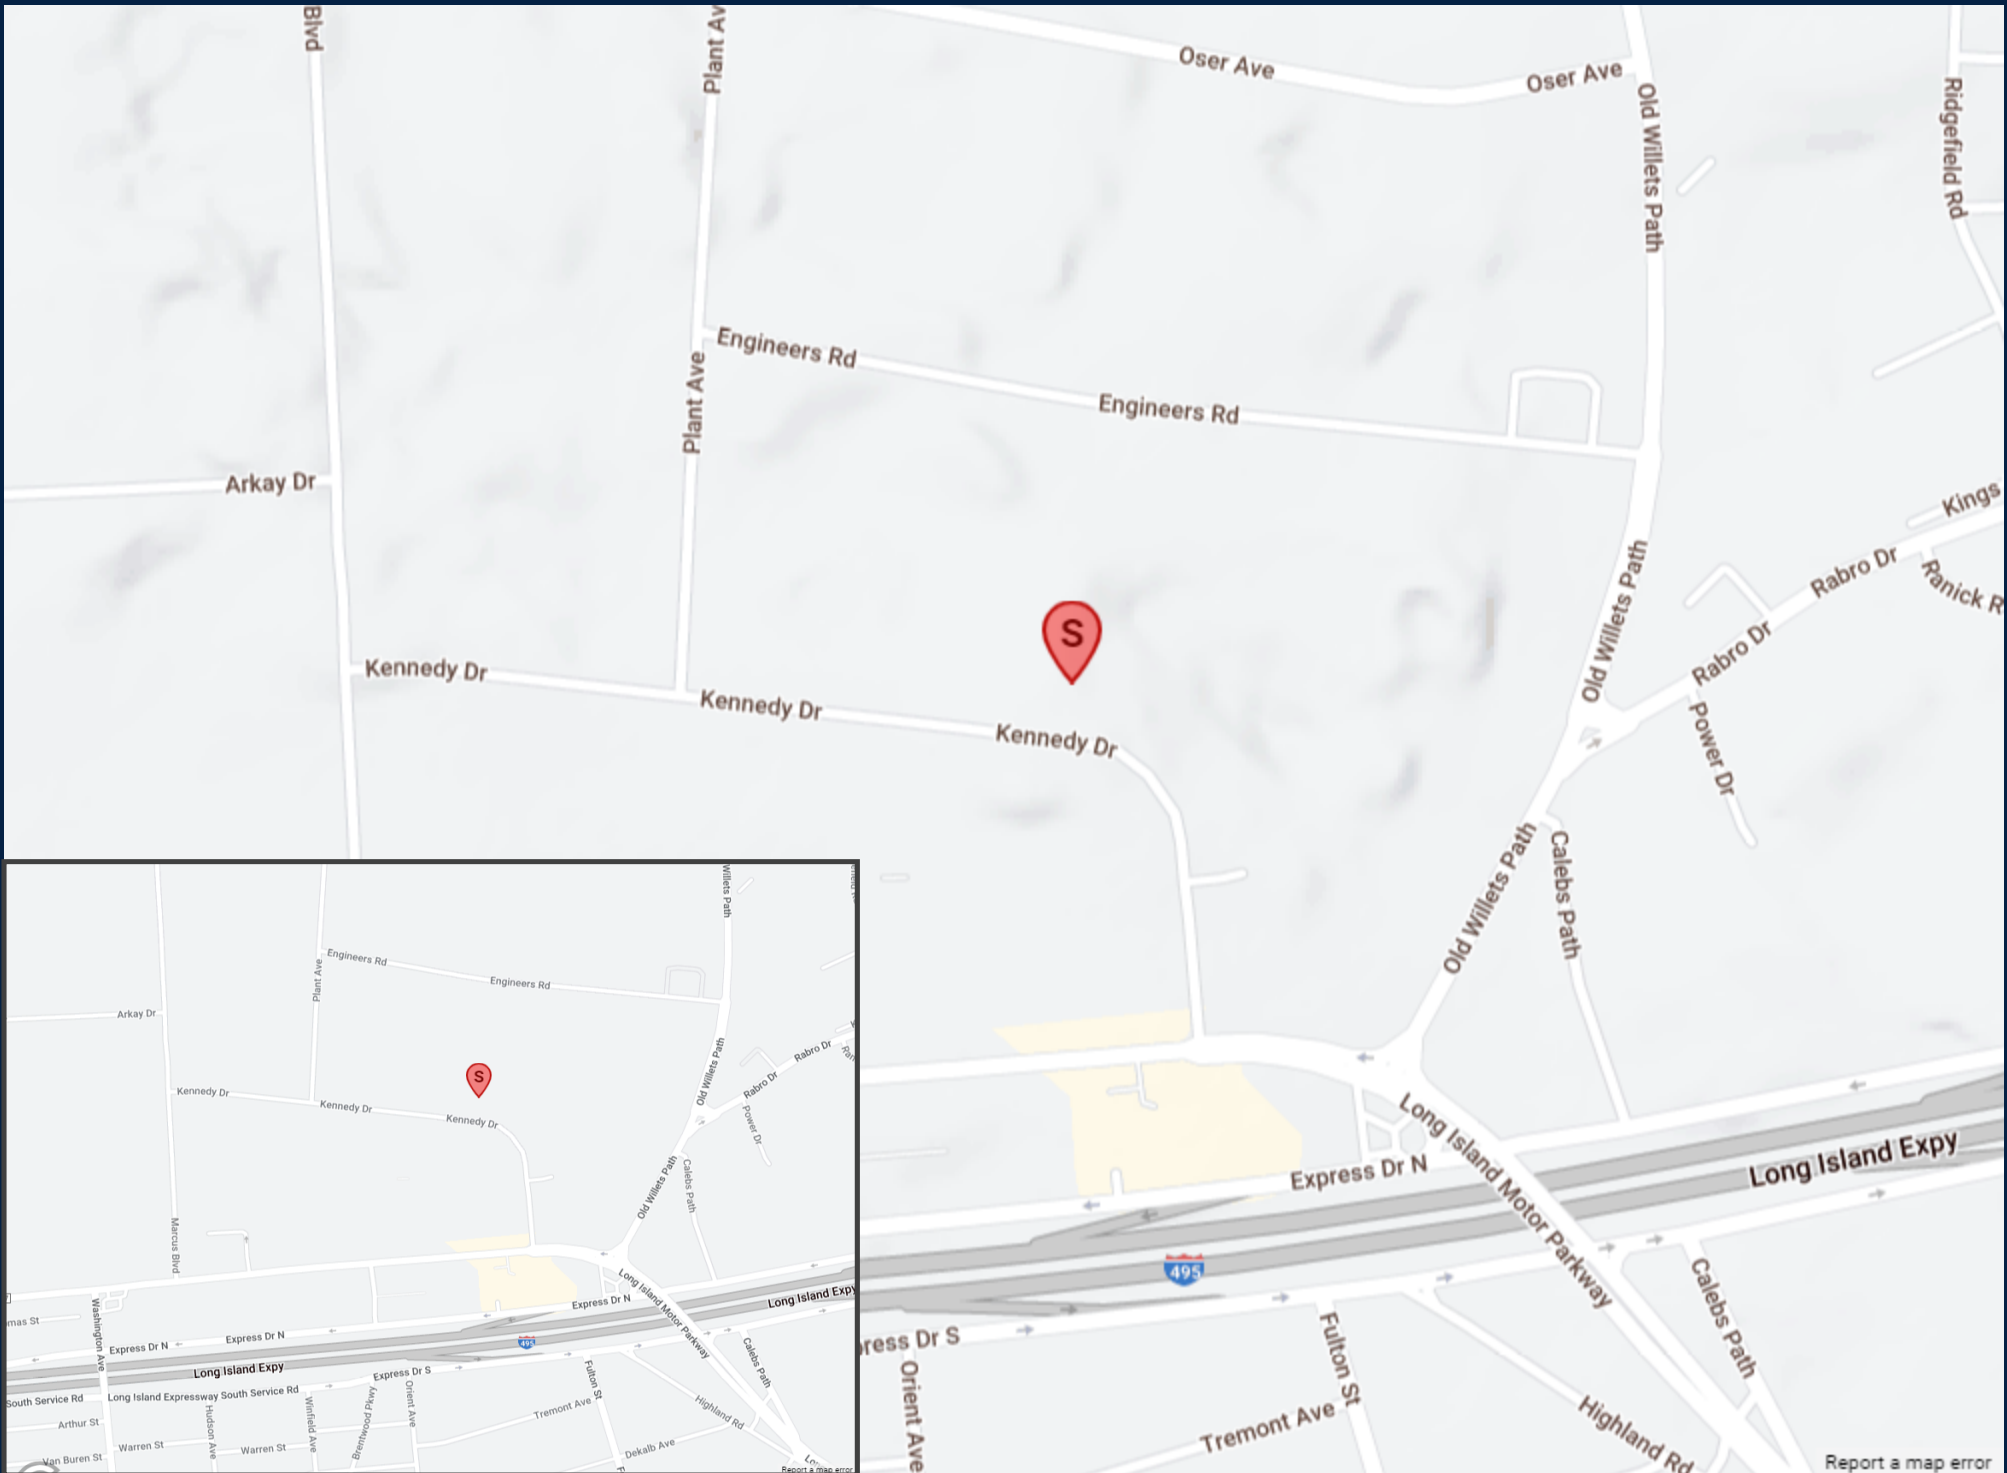 Blvd
Plant Av
Oser Ave
Oser Ave
Old Willets Path
Ridgefield Rd
Engineers Rd
Plant Ave
Engineers Rd
Arkay Dr
Kings
Rabro Dr
Ranick R
Old Willets Path
S
Rabro Dr
Kennedy Dr
Kennedy Dr
Kennedy Dr
Power Dr
Old Willets Path
Calebs Path
Long Island Motor Parkway
Express Dr N
Long Island Expy
495
ress Dr S
Orient Ave
Fulton St
Calebs Path
Tremont Ave
Highland Rd
Report a map error
Willets Path
Engineers Rd
Plant Ave
Engineers Rd
Arkay Dr
Old Willets Path
Rabro Dr
Ran
S
Rabro Dr
Kennedy Dr
Kennedy Dr
Kennedy Dr
Power Dr
Old Willets Path
Calebs Path
Marcus Blvd
Long Island Motor Parkway
Express Dr N
Long Island Expy
mas St
Washington Ave
Express Dr N
Express Dr N
495
Long Island Expy
Express Dr S
Calebs Path
South Service Rd
Long Island Expressway South Service Rd
Fulton St
Arthur St
Hudson Ave
Winfield Ave
Brentwood Pkwy
Orient Ave
Tremont Ave
Highland Rd
Warren St
Warren St
Van Buren St
Dekalb Ave
Lon
Report a map error